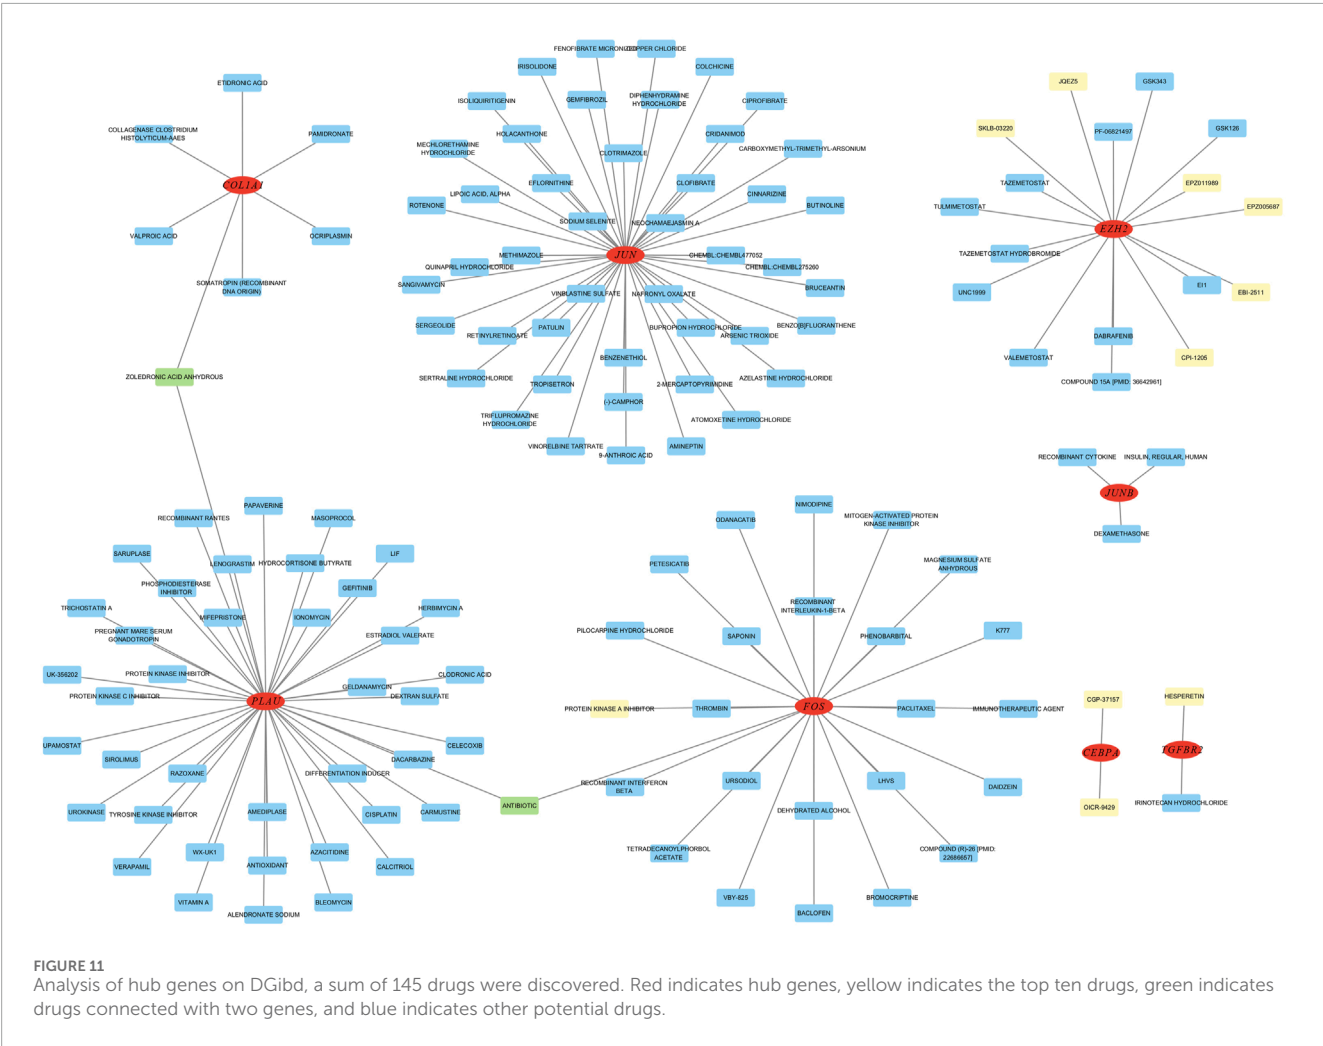 ETIDRONIC ACID
COLLAGENASE CLOSTRIDIUM
HISTOLYTICUM-AAES
PAMIDRONATE
COL1A1
VALPROIC ACID
OCRIPLASMIN
SOMATROPIN (RECOMBINANT
DNA ORIGIN)
ZOLEDRONIC ACID ANHYDROUS
FENOFIBRATE MICRONIZED
COPPER CHLORIDE
IRISOLIDONE
COLCHICINE
ISOLIQUIRITIGENIN
GEMFIBROZIL
DIPHENHYDRAMINE
HYDROCHLORIDE
CIPROFIBRATE
HOLACANTHONE
CRIDANIMOD
MECHLORETHAMINE
HYDROCHLORIDE
CLOTRIMAZOLE
CARBOXYMETHYL-TRIMETHYL-ARSONIUM
LIPOIC ACID, ALPHA
EFLORNITHINE
CLOFIBRATE
CINNARIZINE
ROTENONE
BUTINOLINE
SODIUM SELENITE
NEOCHAMAEJASMIN A
JUN
METHIMAZOLE
CHEMBL:CHEMBL477052
QUINAPRIL HYDROCHLORIDE
CHEMBL:CHEMBL275260
SANGIVAMYCIN
BRUCEANTIN
VINBLASTINE SULFATE
NAFRONYL OXALATE
SERGEOLIDE
RETINYLRETINOATE
PATULIN
BUPROPION HYDROCHLORIDE
ARSENIC TRIOXIDE
BENZO[B]FLUORANTHENE
BENZENETHIOL
SERTRALINE HYDROCHLORIDE
TROPISETRON
2-MERCAPTOPYRIMIDINE
AZELASTINE HYDROCHLORIDE
(-)-CAMPHOR
TRIFLUPROMAZINE
HYDROCHLORIDE
ATOMOXETINE HYDROCHLORIDE
VINORELBINE TARTRATE
9-ANTHROIC ACID
AMINEPTIN
JQEZ5
GSK343
SKLB-03220
PF-06821497
GSK126
TAZEMETOSTAT
EPZ011989
TULMIMETOSTAT
EPZ005687
EZH2
TAZEMETOSTAT HYDROBROMIDE
UNC1999
EI1
EBI-2511
DABRAFENIB
VALEMETOSTAT
CPI-1205
COMPOUND 15A [PMID: 36642961]
RECOMBINANT CYTOKINE
INSULIN, REGULAR, HUMAN
JUNB
DEXAMETHASONE
PAPAVERINE
RECOMBINANT RANTES
MASOPROCOL
SARUPLASE
LENOGRASTIM
HYDROCORTISONE BUTYRATE
LIF
PHOSPHODIESTERASE
INHIBITOR
GEFITINIB
TRICHOSTATIN A
MIFEPRISTONE
IONOMYCIN
HERBIMYCIN A
PREGNANT MARE SERUM
GONADOTROPIN
ESTRADIOL VALERATE
UK-356202
PROTEIN KINASE INHIBITOR
CLODRONIC ACID
GELDANAMYCIN
PROTEIN KINASE C INHIBITOR
DEXTRAN SULFATE
PLAU
UPAMOSTAT
SIROLIMUS
CELECOXIB
DACARBAZINE
RAZOXANE
DIFFERENTIATION INDUCER
UROKINASE
TYROSINE KINASE INHIBITOR
AMEDIPLASE
CISPLATIN
CARMUSTINE
WX-UK1
AZACITIDINE
VERAPAMIL
ANTIOXIDANT
CALCITRIOL
VITAMIN A
BLEOMYCIN
ALENDRONATE SODIUM
ANTIBIOTIC
NIMODIPINE
ODANACATIB
MITOGEN-ACTIVATED PROTEIN
KINASE INHIBITOR
PETESICATIB
MAGNESIUM SULFATE
ANHYDROUS
RECOMBINANT
INTERLEUKIN-1-BETA
PILOCARPINE HYDROCHLORIDE
SAPONIN
PHENOBARBITAL
K777
PROTEIN KINASE A INHIBITOR
THROMBIN
FOS
PACLITAXEL
IMMUNOTHERAPEUTIC AGENT
RECOMBINANT INTERFERON
BETA
URSODIOL
LHVS
DAIDZEIN
DEHYDRATED ALCOHOL
TETRADECANOYLPHORBOL
ACETATE
COMPOUND (R)-26 [PMID:
22686657]
VBY-825
BROMOCRIPTINE
BACLOFEN
CGP-37157
CEBPA
OICR-9429
HESPERETIN
TGFBR2
IRINOTECAN HYDROCHLORIDE
FIGURE 11
Analysis of hub genes on DGibd, a sum of 145 drugs were discovered. Red indicates hub genes, yellow indicates the top ten drugs, green indicates
drugs connected with two genes, and blue indicates other potential drugs.